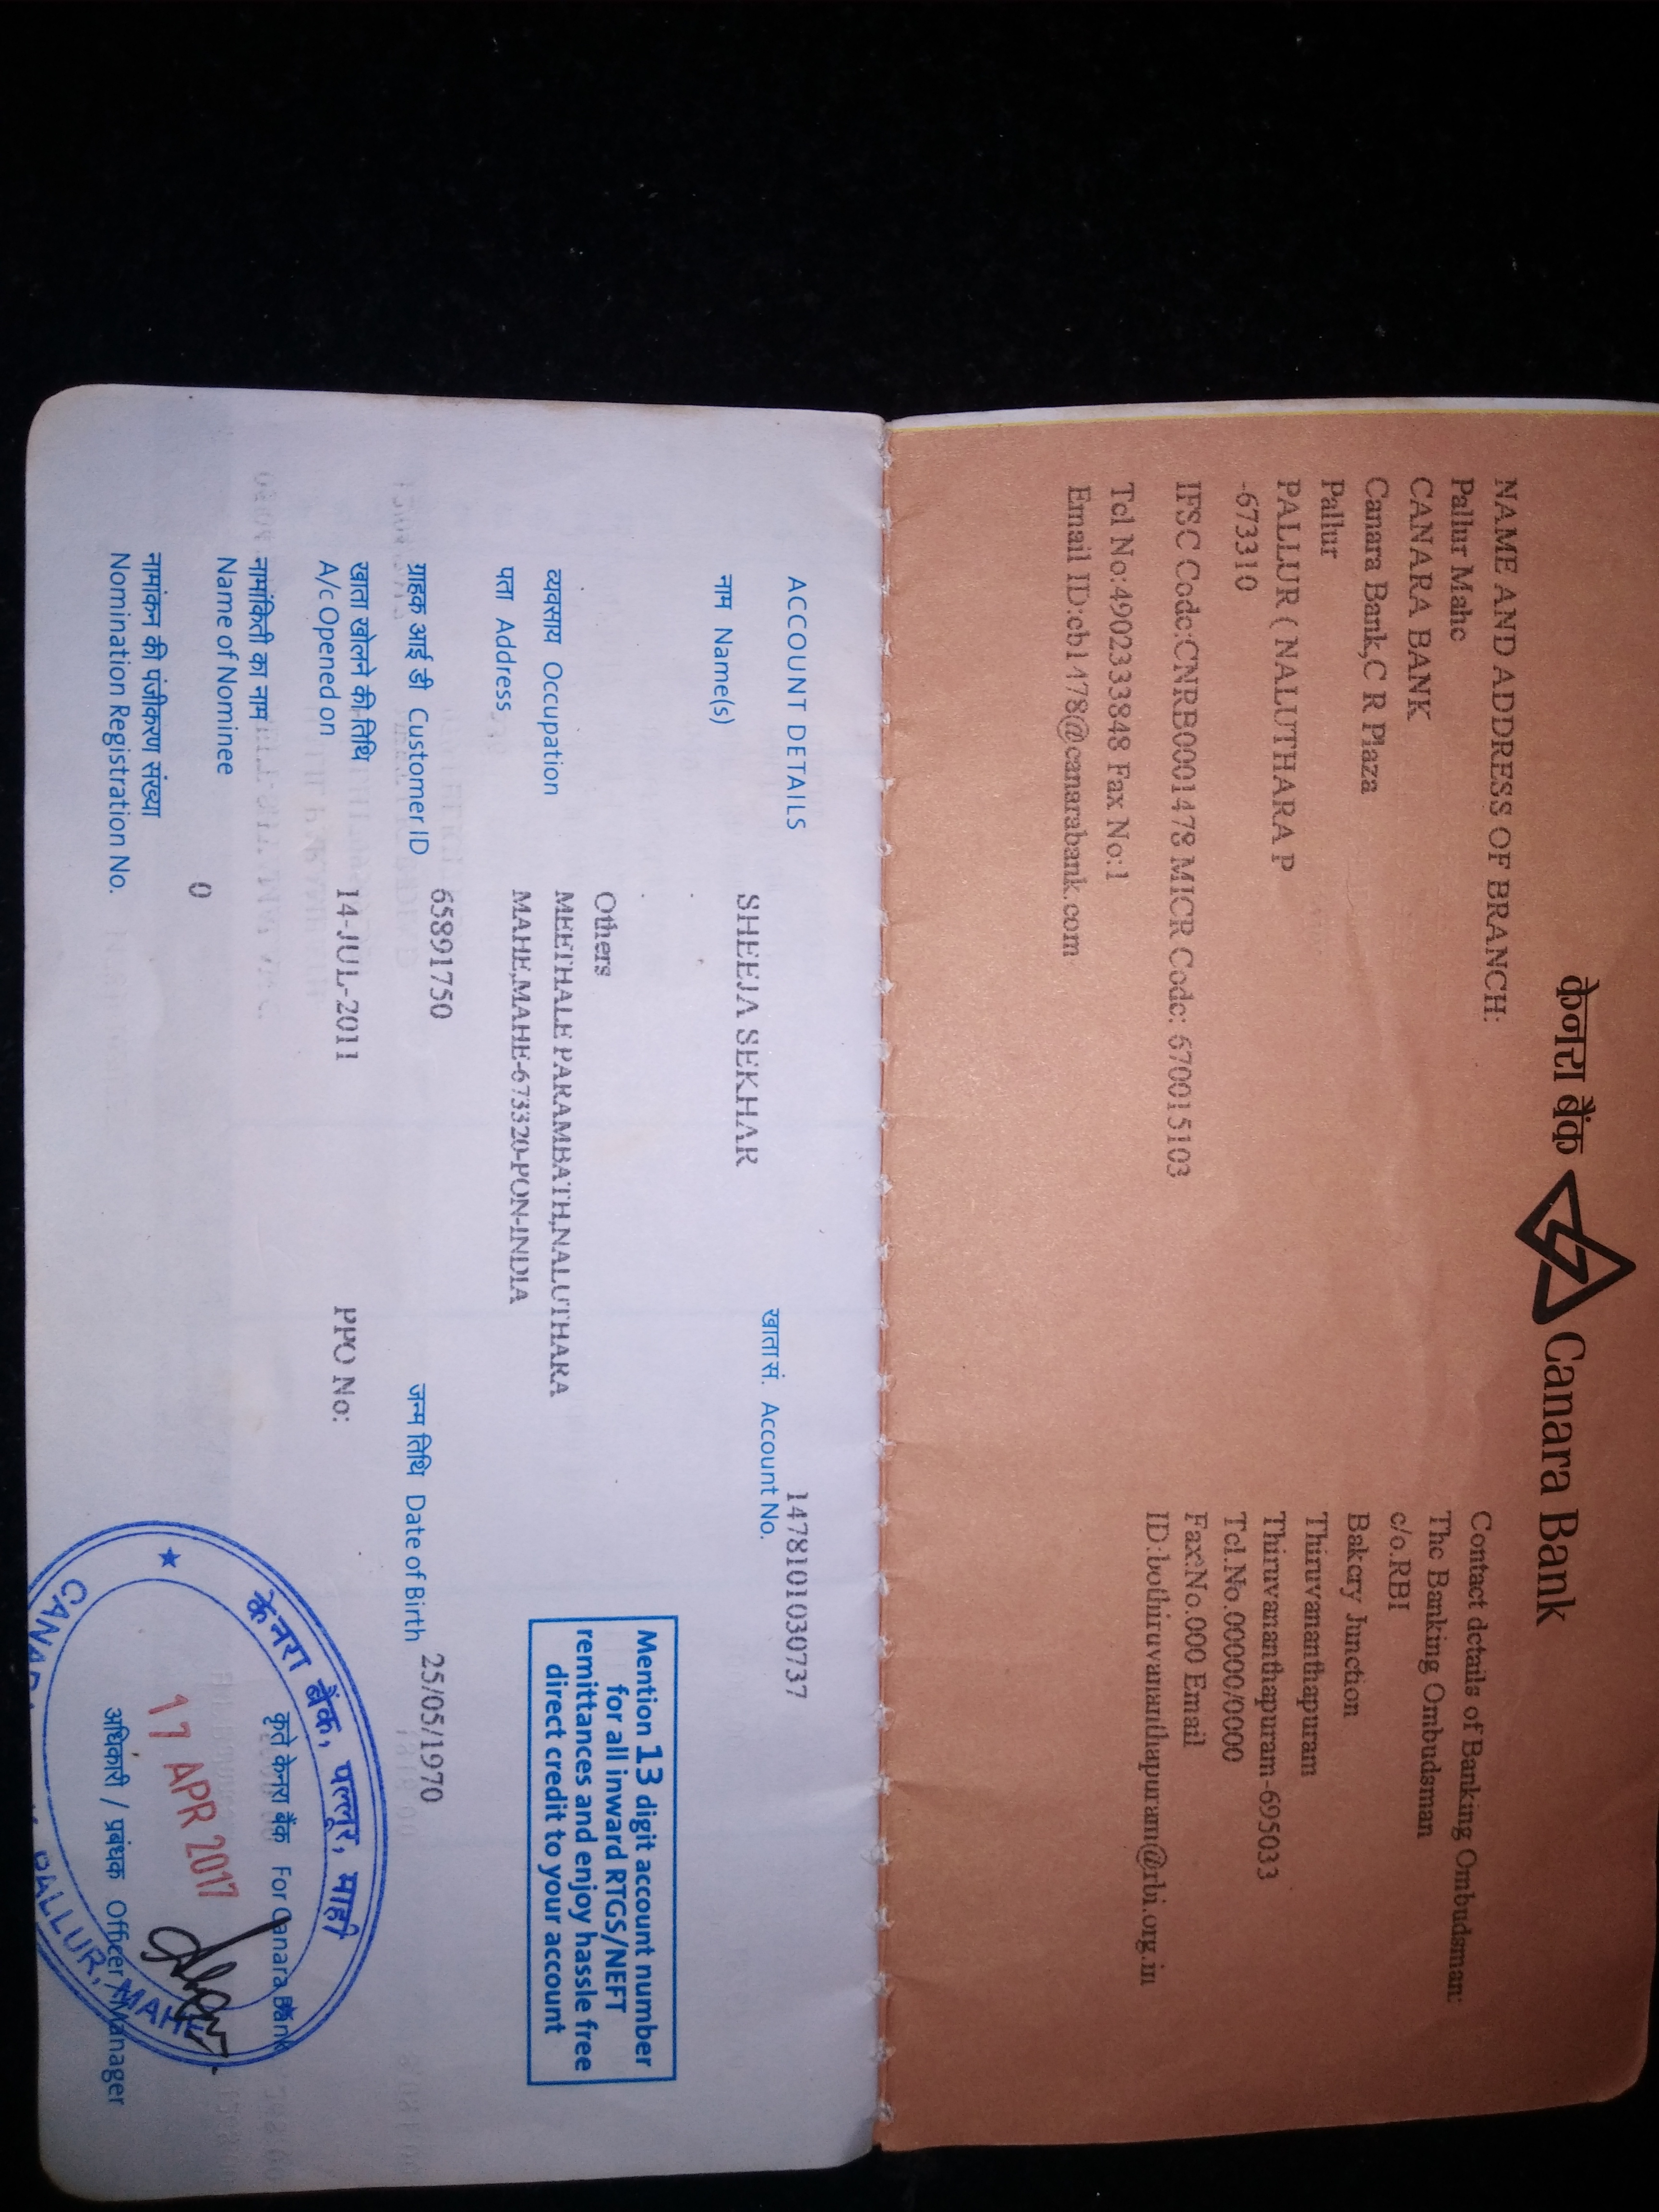 केनरा बैंक Canara Bank
NAME AND ADDRESS OF BRANCH:
Pallur Mahe
CANARA BANK
Canara Bank,C R Plaza
Pallur
PALLUR ( NALUTHARA P
-673310
IFSC Code:CNRB0001478 MICR Code: 670015103
Tel No:4902333848 Fax No:1
Email ID:cb1478@canarabank.com
Contact details of Banking Ombudsman:
The Banking Ombudsman
c/o.RBI
Bakery Junction
Thiruvananthapuram
Thiruvananthapuram-695033
Tel.No.00000/0000
Fax.No.000 Email
ID:bothiruvananthapuram@rbi.org.in
ACCOUNT DETAILS
खाता सं. Account No. 1478101030737
नाम Name(s) SHEEJA SEKHAR
Mention 13 digit account number
for all inward RTGS/NEFT
remittances and enjoy hassle free
direct credit to your account
व्यवसाय Occupation Others
पता Address MEETHALE PARAMBATH,NALUTHARA
MAHE,MAHE-673320-PON-INDIA
ग्राहक आई डी Customer ID 65891750
जन्म तिथि Date of Birth 25/05/1970
खाता खोलने की तिथि
A/c Opened on 14-JUL-2011 PPO No:
नामांकिती का नाम
Name of Nominee
0
नामांकन की पंजीकरण संख्या
Nomination Registration No.
केनरा बैंक, पल्लूर, माही
कृते केनरा बैंक For Canara Bank
17 APR 2017
अधिकारी / प्रबंधक Officer / Manager
PALLUR, MAHE